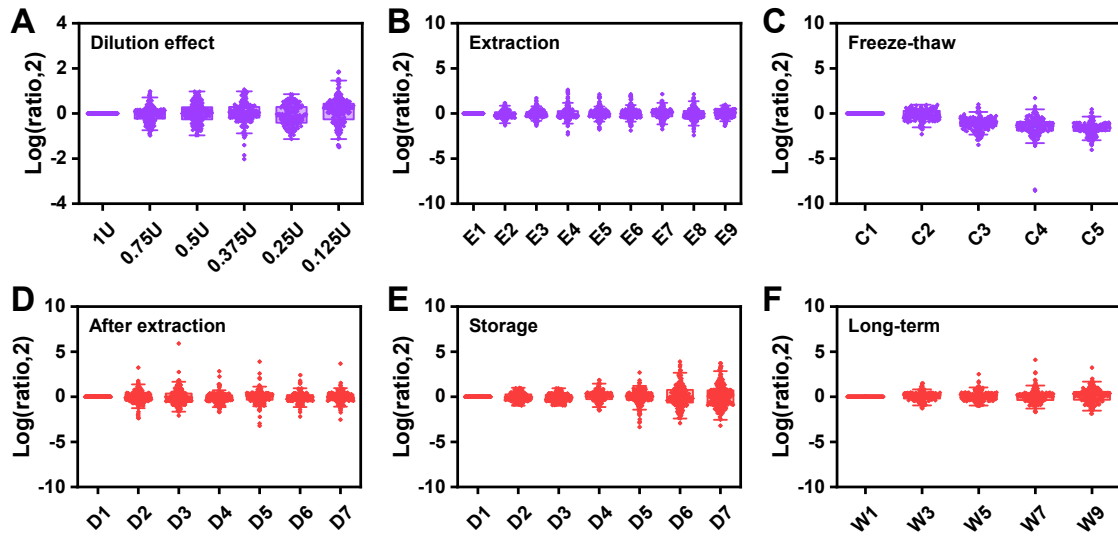 A
Dilution effect
Log(ratio,2)
4
2
0
-2
-4
1U 0.75U 0.5U 0.375U 0.25U 0.125U
B
Extraction
Log(ratio,2)
10
5
0
-5
-10
E1 E2 E3 E4 E5 E6 E7 E8 E9
C
Freeze-thaw
Log(ratio,2)
10
5
0
-5
-10
C1 C2 C3 C4 C5
D
After extraction
Log(ratio,2)
10
5
0
-5
-10
D1 D2 D3 D4 D5 D6 D7
E
Storage
Log(ratio,2)
10
5
0
-5
-10
D1 D2 D3 D4 D5 D6 D7
F
Long-term
Log(ratio,2)
10
5
0
-5
-10
W1 W3 W5 W7 W9